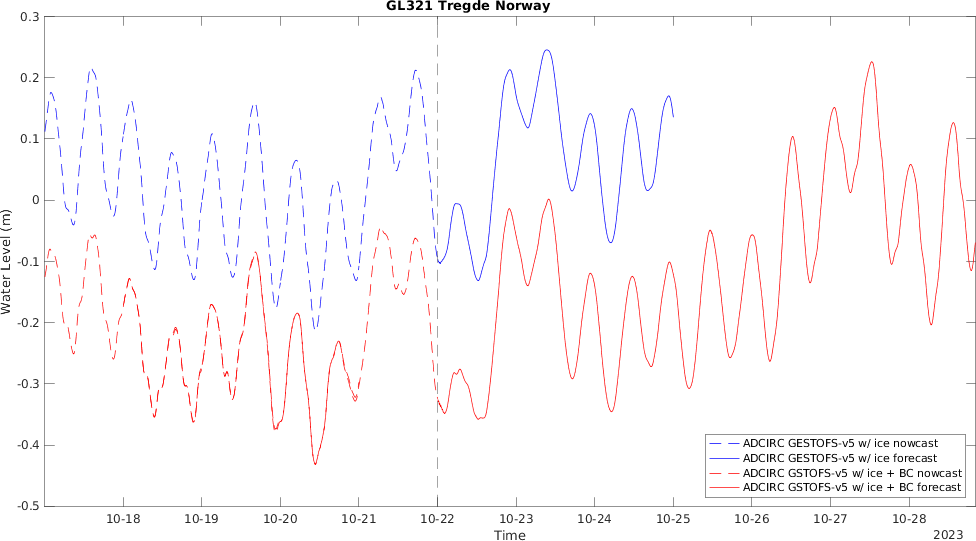 GL321 Tregde Norway
0.3
0.2
0.1
0
-0.1
-0.2
-0.3
-0.4
-0.5
Water Level (m)
10-18 10-19 10-20 10-21 10-22 10-23 10-24 10-25 10-26 10-27 10-28
Time
2023
ADCIRC GESTOFS-v5 w/ ice nowcast
ADCIRC GESTOFS-v5 w/ ice forecast
ADCIRC GSTOFS-v5 w/ ice + BC nowcast
ADCIRC GSTOFS-v5 w/ ice + BC forecast